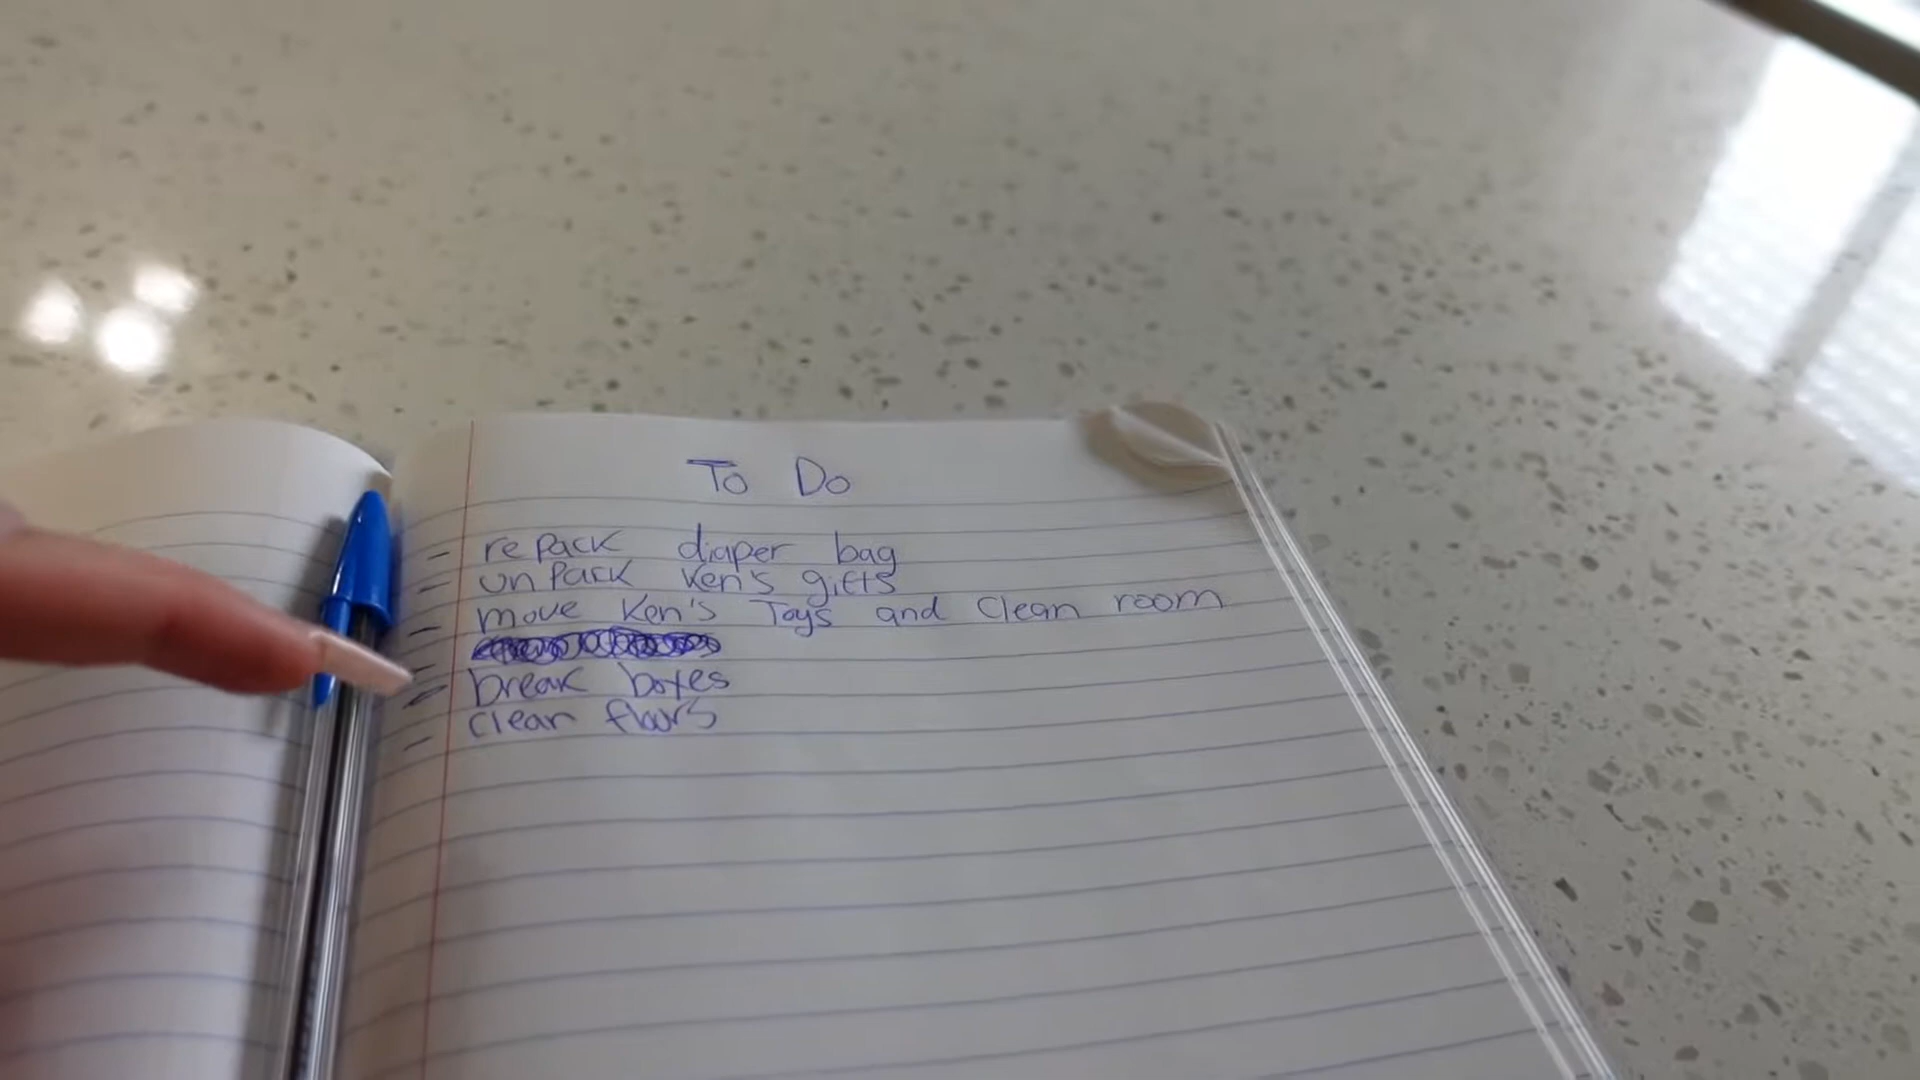 To Do
- repack diaper bag
- unpack Ken's gifts
- move Ken's Toys and Clean room
-
- break boxes
- clean floors